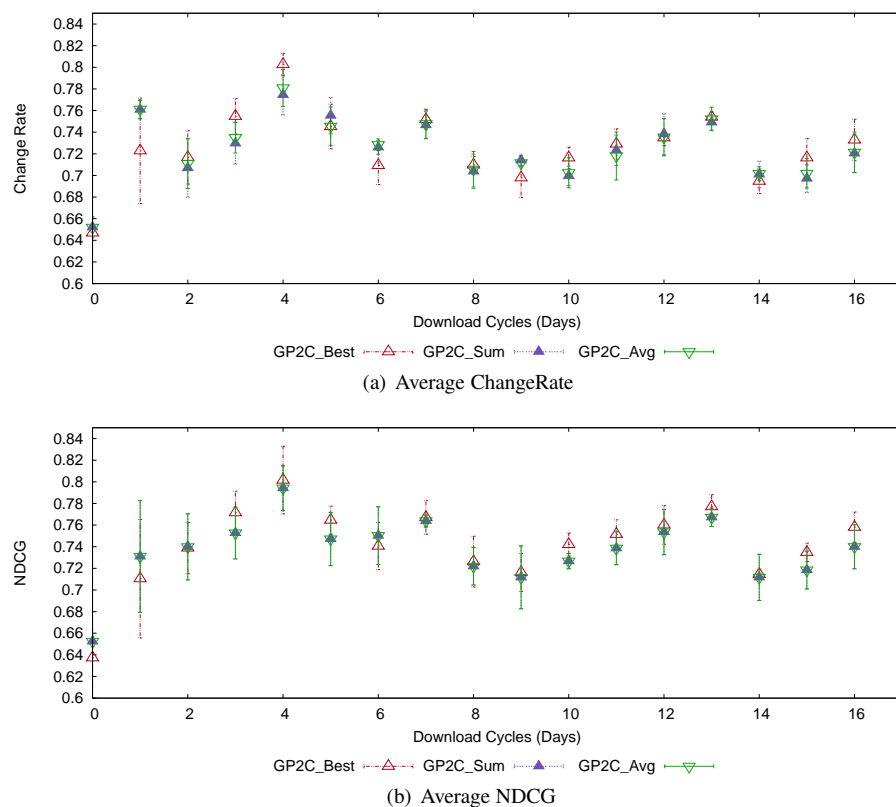 0.84
0.82
0.8
0.78
0.76
0.74
0.72
0.7
0.68
0.66
0.64
0.62
0.6
Change Rate
0 2 4 6 8 10 12 14 16
Download Cycles (Days)
GP2C_Best GP2C_Sum GP2C_Avg
(a) Average ChangeRate
0.84
0.82
0.8
0.78
0.76
0.74
0.72
0.7
0.68
0.66
0.64
0.62
0.6
NDCG
0 2 4 6 8 10 12 14 16
Download Cycles (Days)
GP2C_Best GP2C_Sum GP2C_Avg
(b) Average NDCG